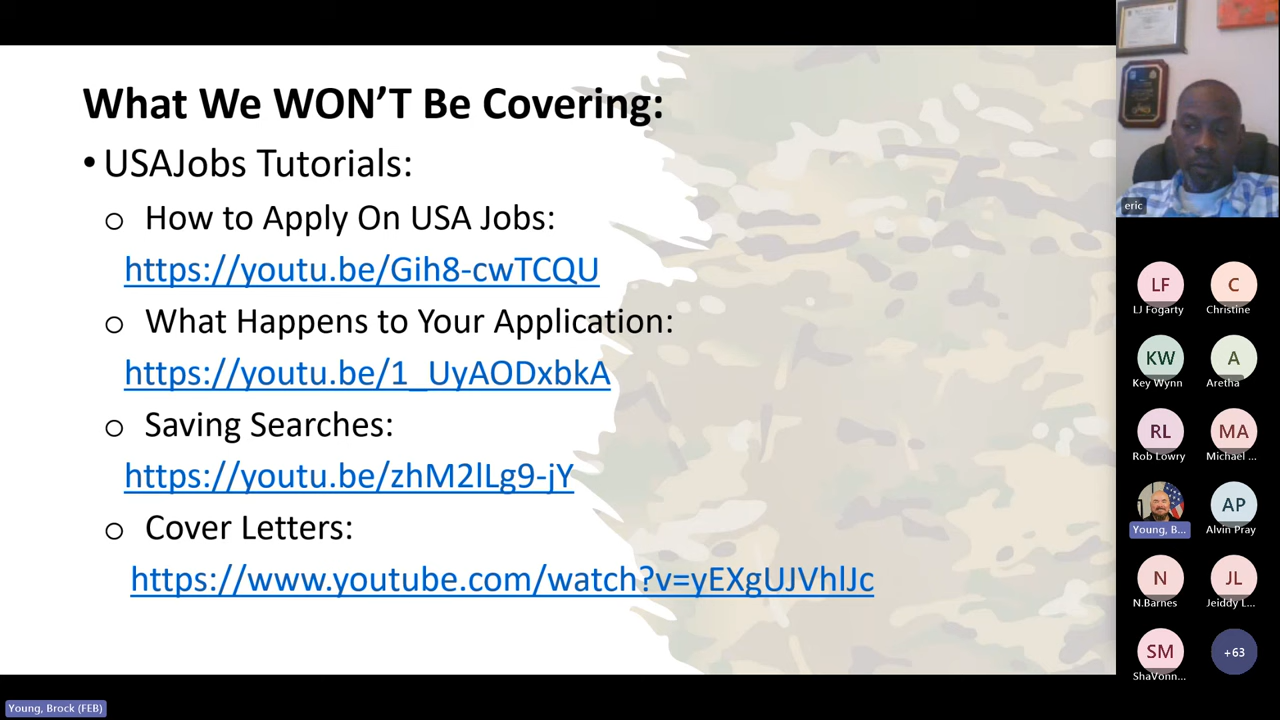 What We WON'T Be Covering:
• USAJobs Tutorials:
o How to Apply On USA Jobs:
https://youtu.be/Gih8-cwTCQU
o What Happens to Your Application:
https://youtu.be/1_UyAODxbkA
o Saving Searches:
https://youtu.be/zhM2lLg9-jY
o Cover Letters:
https://www.youtube.com/watch?v=yEXgUJVhlJc
eric
LF
LJ Fogarty
C
Christine
KW
Key Wynn
A
Aretha
RL
Rob Lowry
MA
Michael ...
Young, B...
AP
Alvin Pray
N
N.Barnes
JL
Jeiddy L...
SM
ShaVonn...
+63
Young, Brock (FEB)